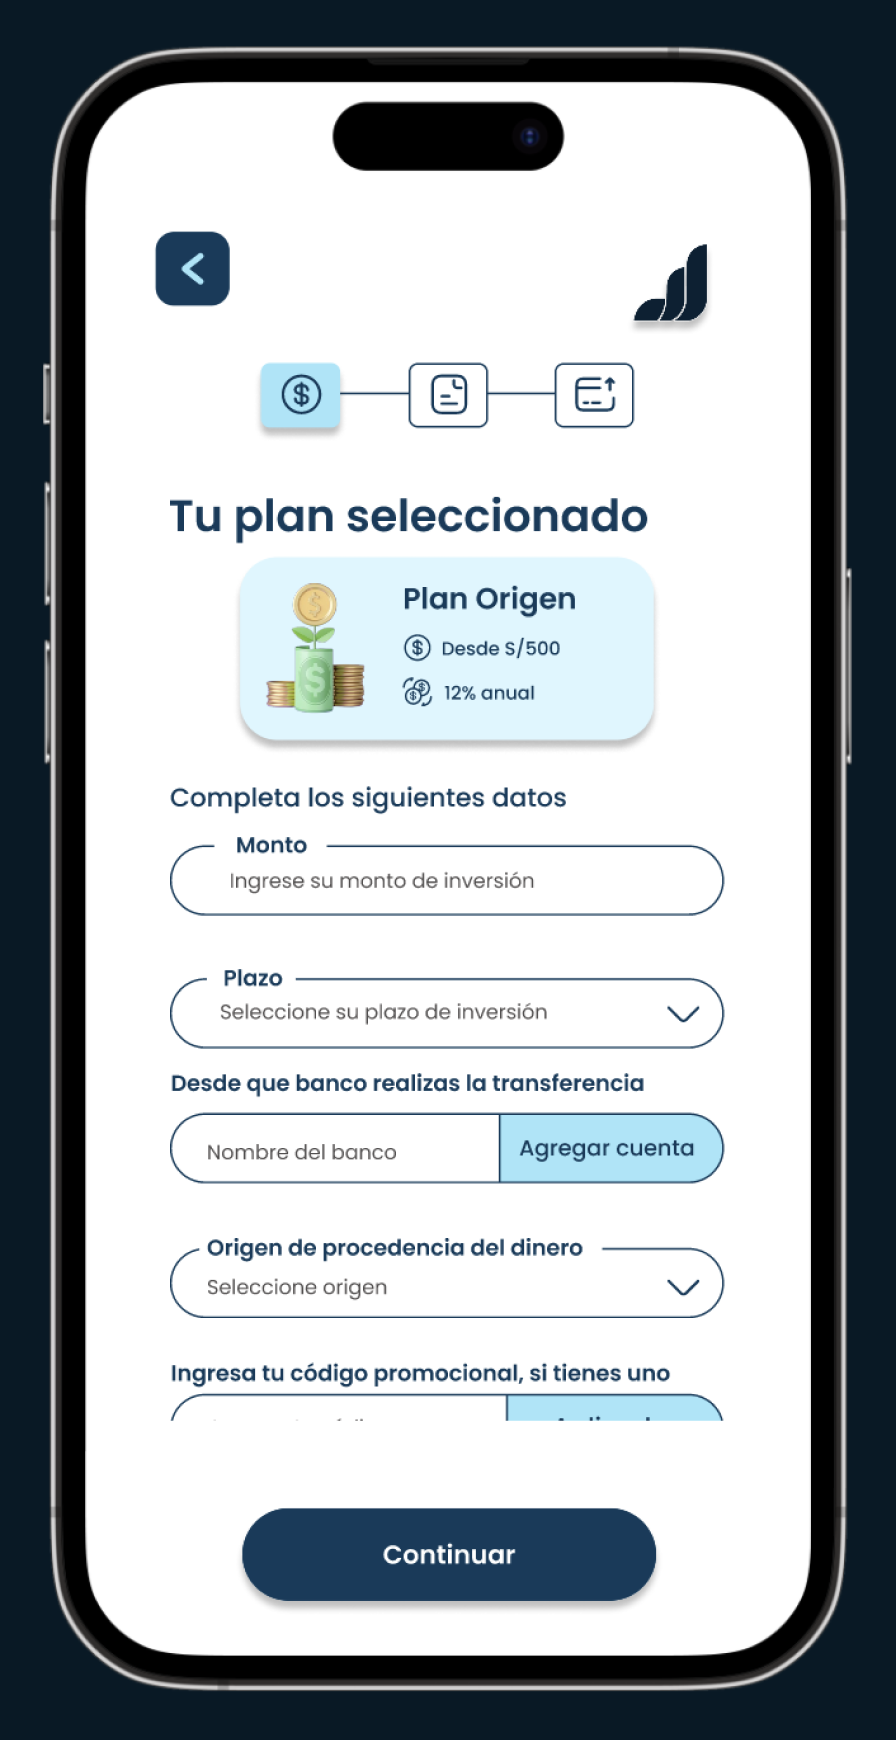 Tu plan seleccionado
Plan Origen
Desde S/500
12% anual
Completa los siguientes datos
Monto
Ingrese su monto de inversión
Plazo
Seleccione su plazo de inversión
Desde que banco realizas la transferencia
Nombre del banco
Agregar cuenta
Origen de procedencia del dinero
Seleccione origen
Ingresa tu código promocional, si tienes uno
Continuar